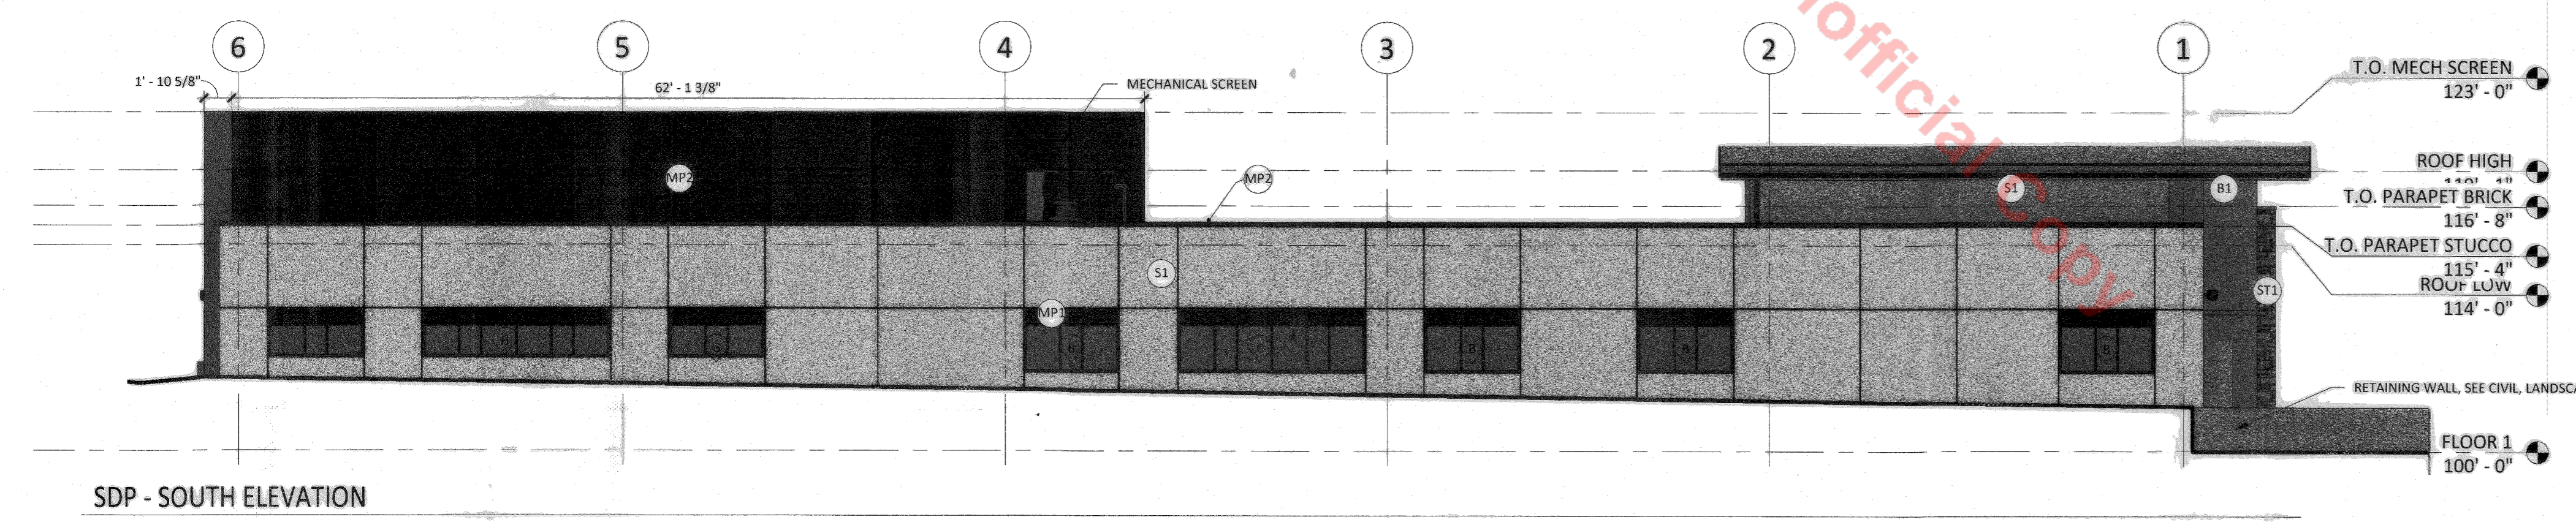 6
5
4
3
2
1
1' - 10 5/8"
62' - 1 3/8"
MECHANICAL SCREEN
T.O. MECH SCREEN
123' - 0"
MP2
MP2
S1
B1
ROOF HIGH
T.O. PARAPET BRICK
116' - 8"
T.O. PARAPET STUCCO
115' - 4"
ROOF LOW
114' - 0"
S1
MP1
ST1
B
B
B
B
RETAINING WALL, SEE CIVIL,
FLOOR 1
100' - 0"
SDP - SOUTH ELEVATION
Copy